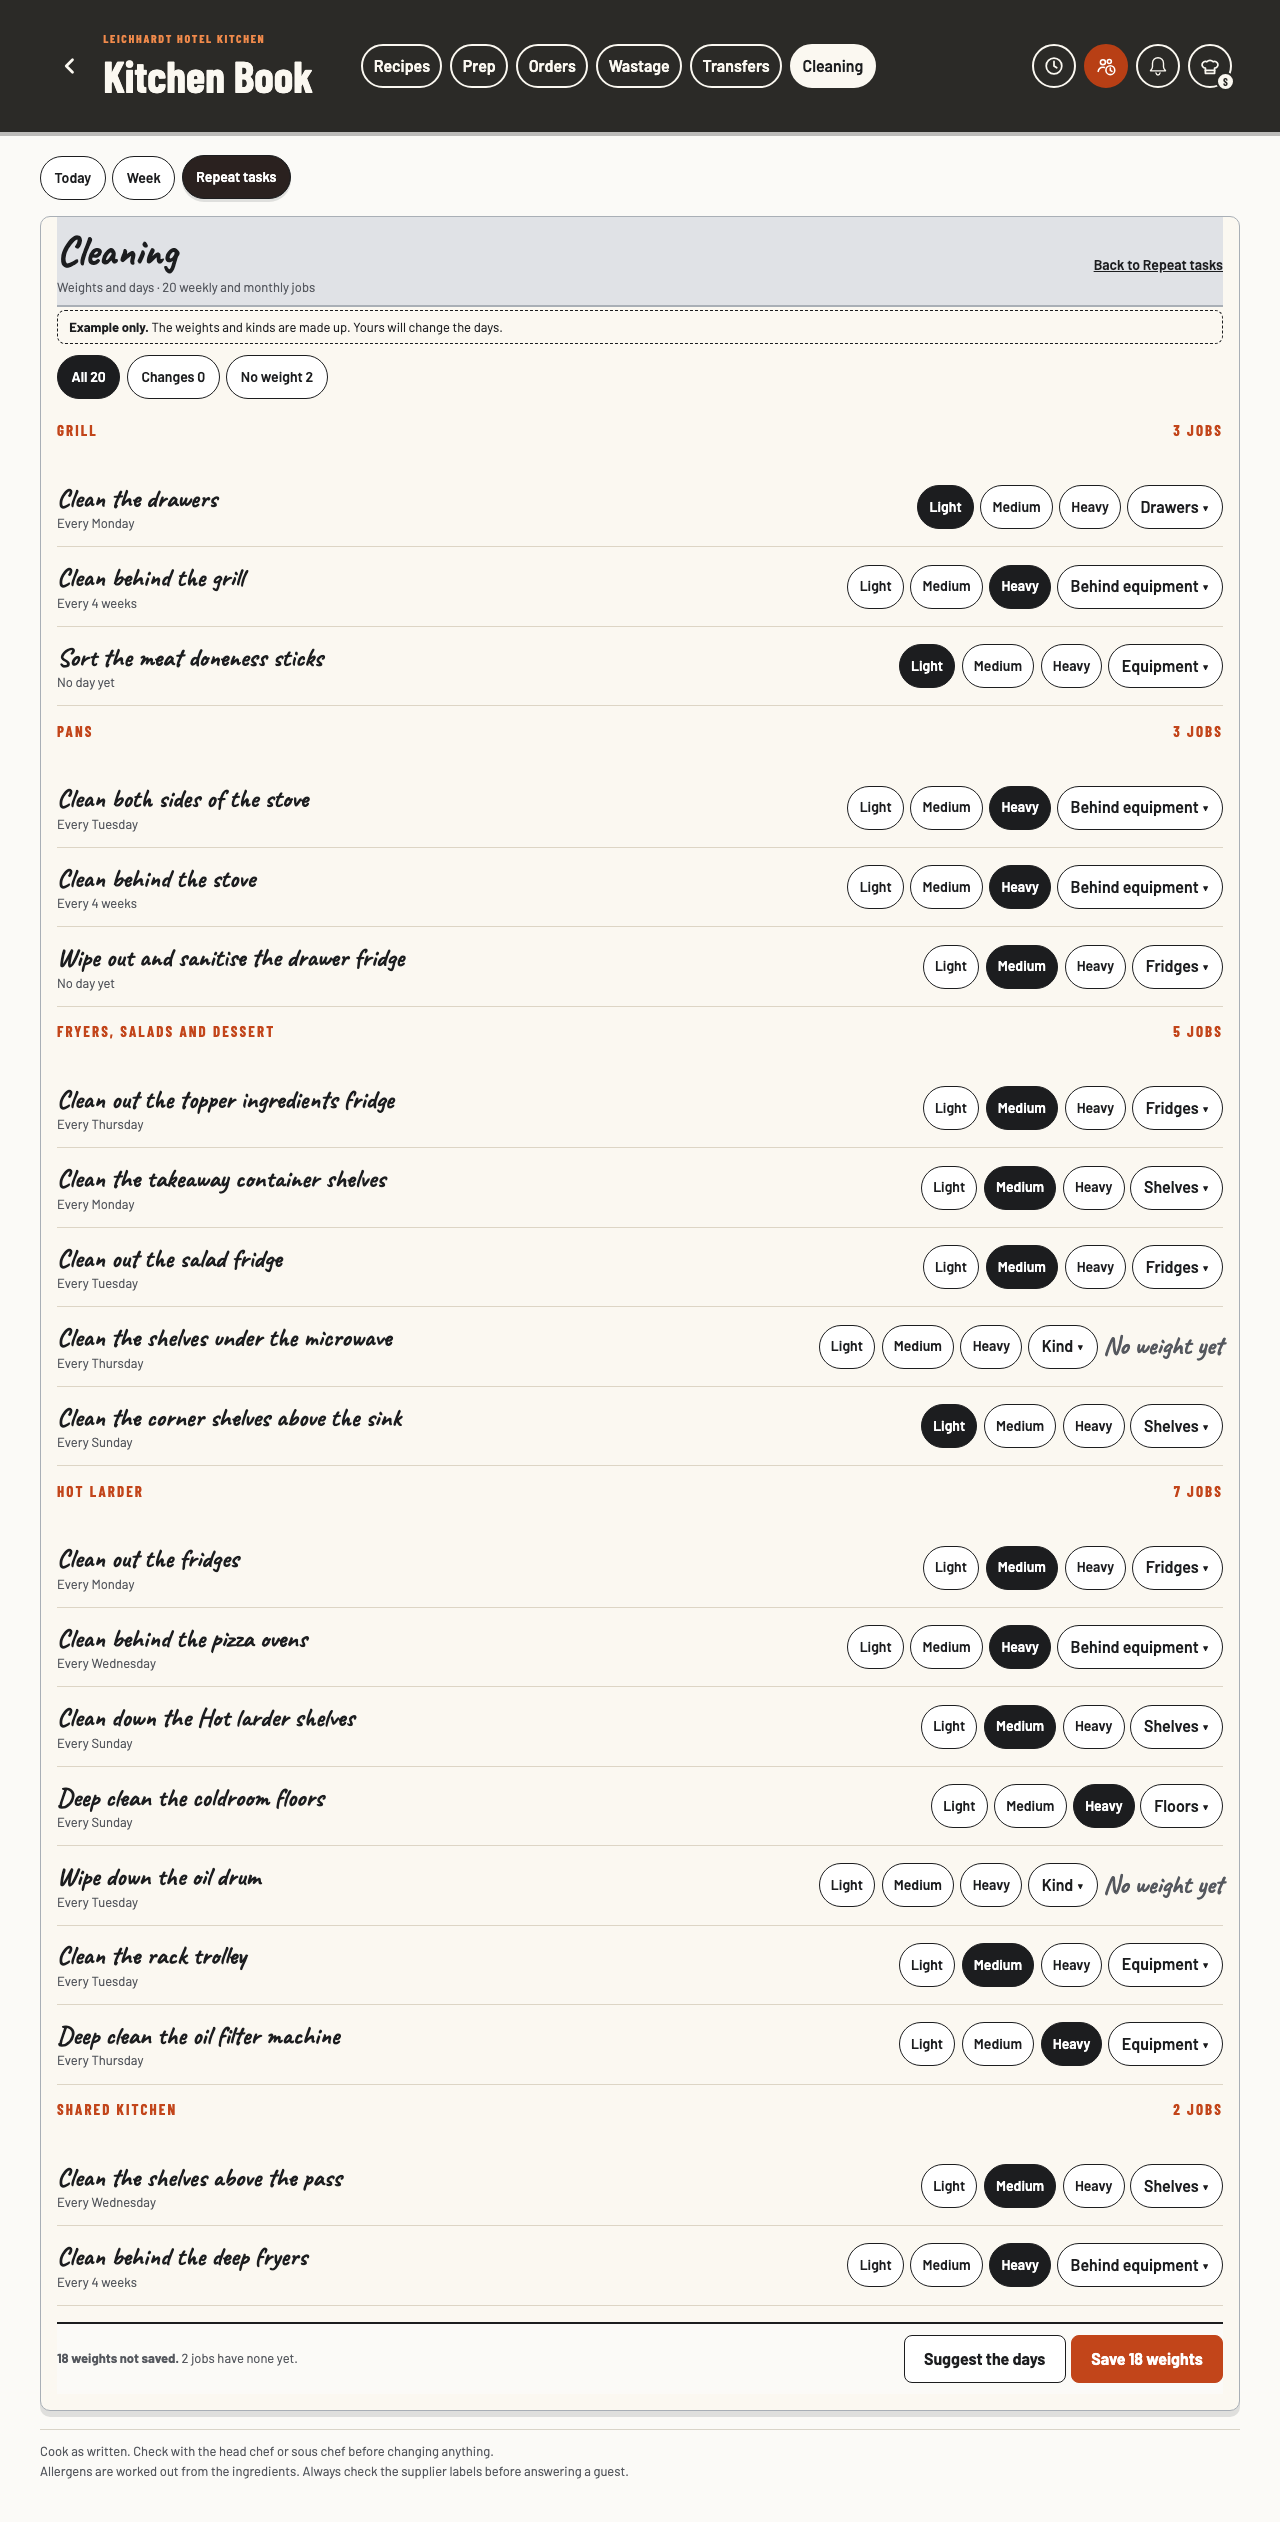 LEICHHARDT HOTEL KITCHEN
Kitchen Book
Recipes Prep Orders Wastage Transfers Cleaning
S
Today Week Repeat tasks
Cleaning
Back to Repeat tasks
Weights and days · 20 weekly and monthly jobs
Example only. The weights and kinds are made up. Yours will change the days.
All 20 Changes 0 No weight 2
GRILL 3 JOBS
Clean the drawers
Every Monday
Light Medium Heavy Drawers ▾
Clean behind the grill
Every 4 weeks
Light Medium Heavy Behind equipment ▾
Sort the meat doneness sticks
No day yet
Light Medium Heavy Equipment ▾
PANS 3 JOBS
Clean both sides of the stove
Every Tuesday
Light Medium Heavy Behind equipment ▾
Clean behind the stove
Every 4 weeks
Light Medium Heavy Behind equipment ▾
Wipe out and sanitise the drawer fridge
No day yet
Light Medium Heavy Fridges ▾
FRYERS, SALADS AND DESSERT 5 JOBS
Clean out the topper ingredients fridge
Every Thursday
Light Medium Heavy Fridges ▾
Clean the takeaway container shelves
Every Monday
Light Medium Heavy Shelves ▾
Clean out the salad fridge
Every Tuesday
Light Medium Heavy Fridges ▾
Clean the shelves under the microwave
Every Thursday
Light Medium Heavy Kind ▾ No weight yet
Clean the corner shelves above the sink
Every Sunday
Light Medium Heavy Shelves ▾
HOT LARDER 7 JOBS
Clean out the fridges
Every Monday
Light Medium Heavy Fridges ▾
Clean behind the pizza ovens
Every Wednesday
Light Medium Heavy Behind equipment ▾
Clean down the Hot larder shelves
Every Sunday
Light Medium Heavy Shelves ▾
Deep clean the coldroom floors
Every Sunday
Light Medium Heavy Floors ▾
Wipe down the oil drum
Every Tuesday
Light Medium Heavy Kind ▾ No weight yet
Clean the rack trolley
Every Tuesday
Light Medium Heavy Equipment ▾
Deep clean the oil filter machine
Every Thursday
Light Medium Heavy Equipment ▾
SHARED KITCHEN 2 JOBS
Clean the shelves above the pass
Every Wednesday
Light Medium Heavy Shelves ▾
Clean behind the deep fryers
Every 4 weeks
Light Medium Heavy Behind equipment ▾
18 weights not saved. 2 jobs have none yet.
Suggest the days Save 18 weights
Cook as written. Check with the head chef or sous chef before changing anything.
Allergens are worked out from the ingredients. Always check the supplier labels before answering a guest.